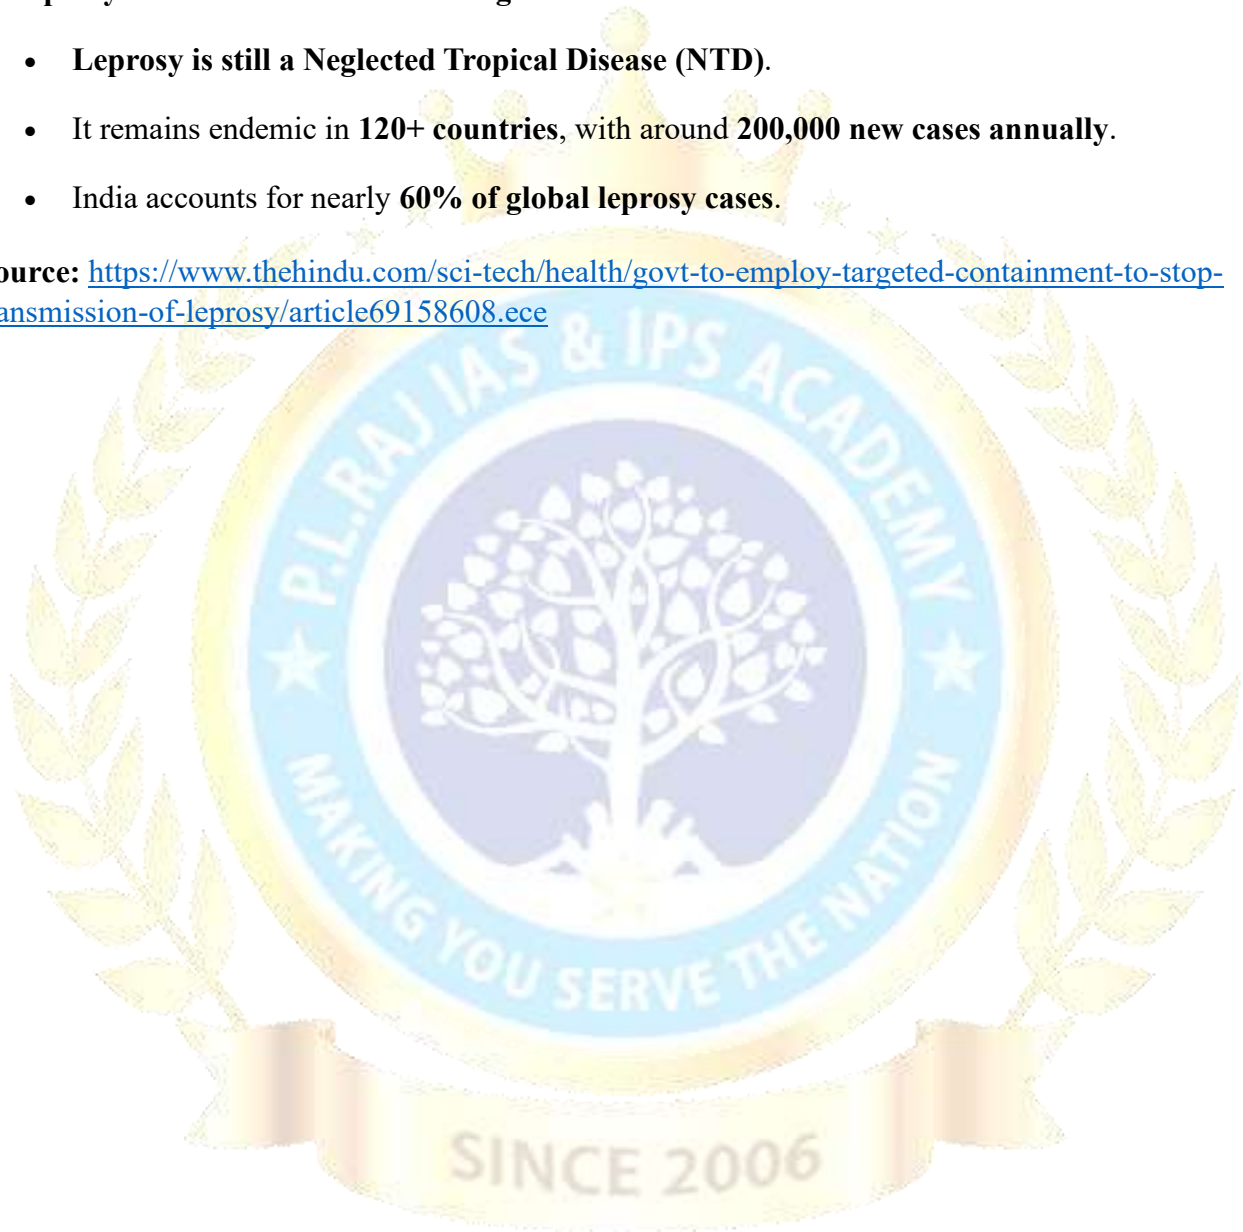 • Leprosy is still a Neglected Tropical Disease (NTD).
• It remains endemic in 120+ countries, with around 200,000 new cases annually.
• India accounts for nearly 60% of global leprosy cases.
ource: https://www.thehindu.com/sci-tech/health/govt-to-employ-targeted-containment-to-stop-
ansmission-of-leprosy/article69158608.ece
P.L.RAJ IAS & IPS ACADEMY
MAKING YOU SERVE THE NATION
SINCE 2006